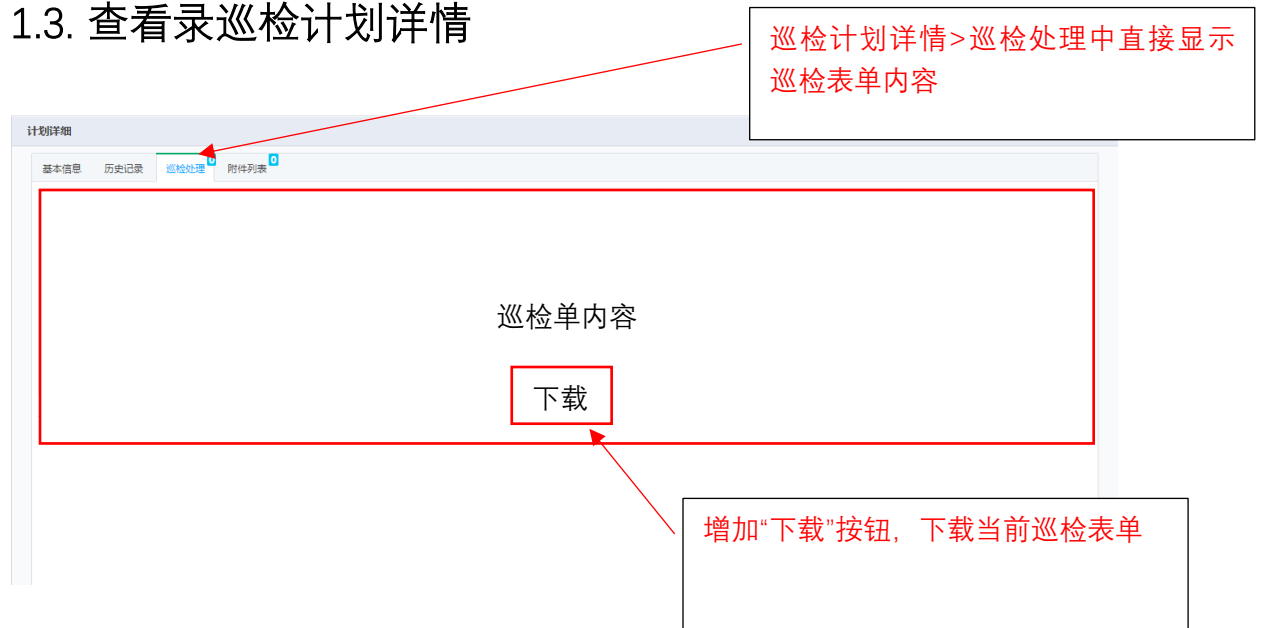 1.3. 查看录巡检计划详情
巡检计划详情>巡检处理中直接显示
巡检表单内容
计划详细
基本信息 历史记录 巡检处理 0 附件列表 0
巡检单内容
下载
增加“下载”按钮，下载当前巡检表单